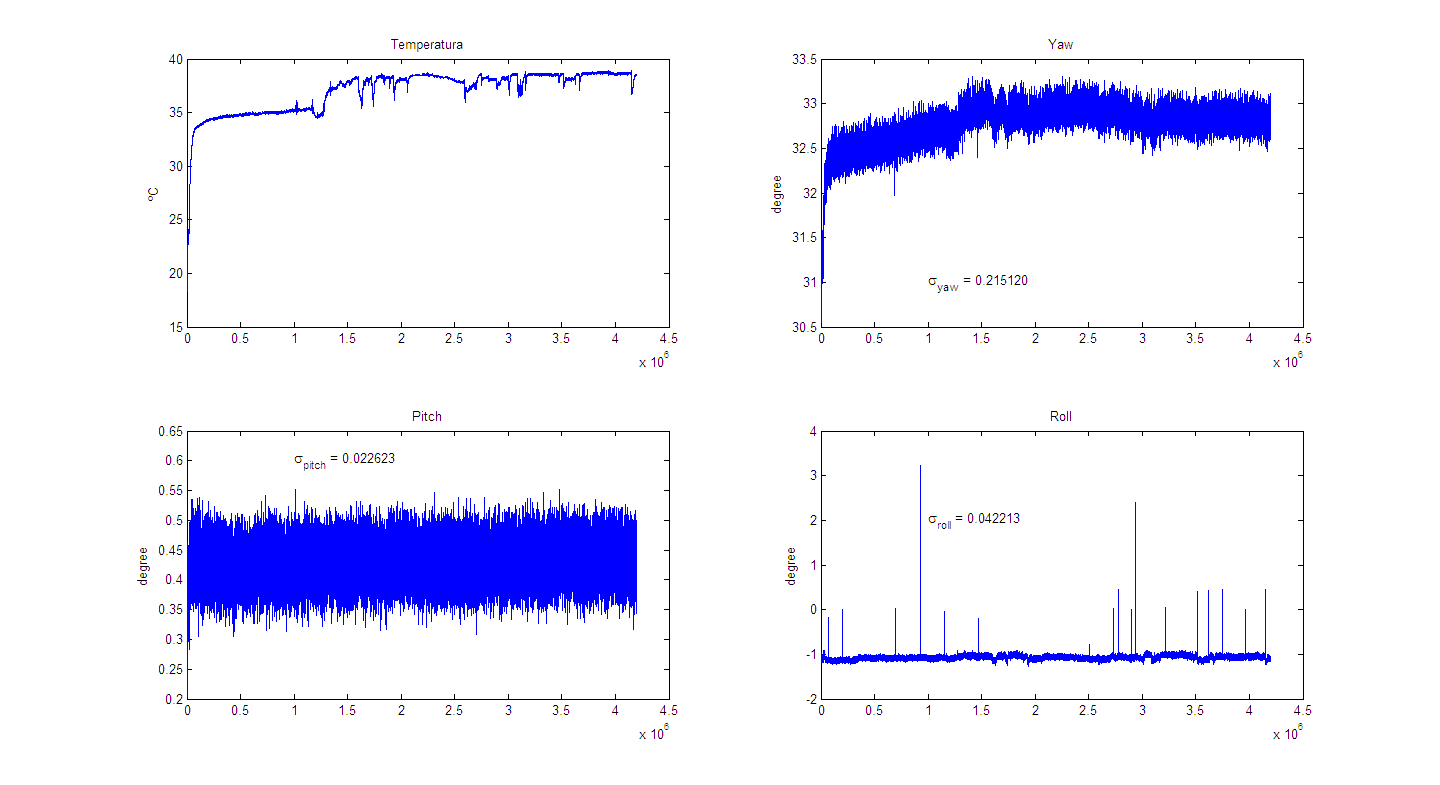 Temperatura
40
35
30
25
20
15
ºC
0 0.5 1 1.5 2 2.5 3 3.5 4 4.5
x 10^6
Yaw
33.5
33
32.5
32
31.5
31
30.5
degree
σ_yaw = 0.215120
0 0.5 1 1.5 2 2.5 3 3.5 4 4.5
x 10^6
Pitch
0.65
0.6
0.55
0.5
0.45
0.4
0.35
0.3
0.25
0.2
degree
σ_pitch = 0.022623
0 0.5 1 1.5 2 2.5 3 3.5 4 4.5
x 10^6
Roll
4
3
2
1
0
-1
-2
degree
σ_roll = 0.042213
0 0.5 1 1.5 2 2.5 3 3.5 4 4.5
x 10^6